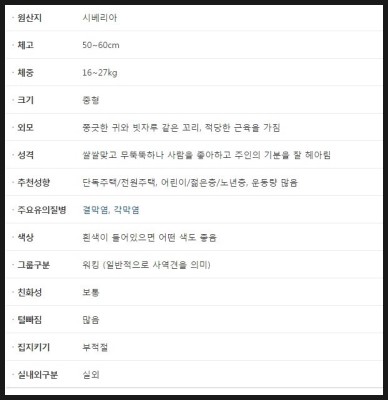 원산지 시베리아
체고 50~60cm
체중 16~27kg
크기 중형
외모 쫑긋한 귀와 빗자루 같은 꼬리, 적당한 근육을 가짐
성격 쌀쌀맞고 무뚝뚝하나 사람을 좋아하고 주인의 기분을 잘 헤아림
추천성향 단독주택/전원주택, 어린이/젊은층/노년층, 운동량 많음
주요유의질병 결막염, 각막염
색상 흰색이 들어있으면 어떤 색도 좋음
그룹구분 워킹 (일반적으로 사역견을 의미)
친화성 보통
털빠짐 많음
집지키기 부적절
실내외구분 실외